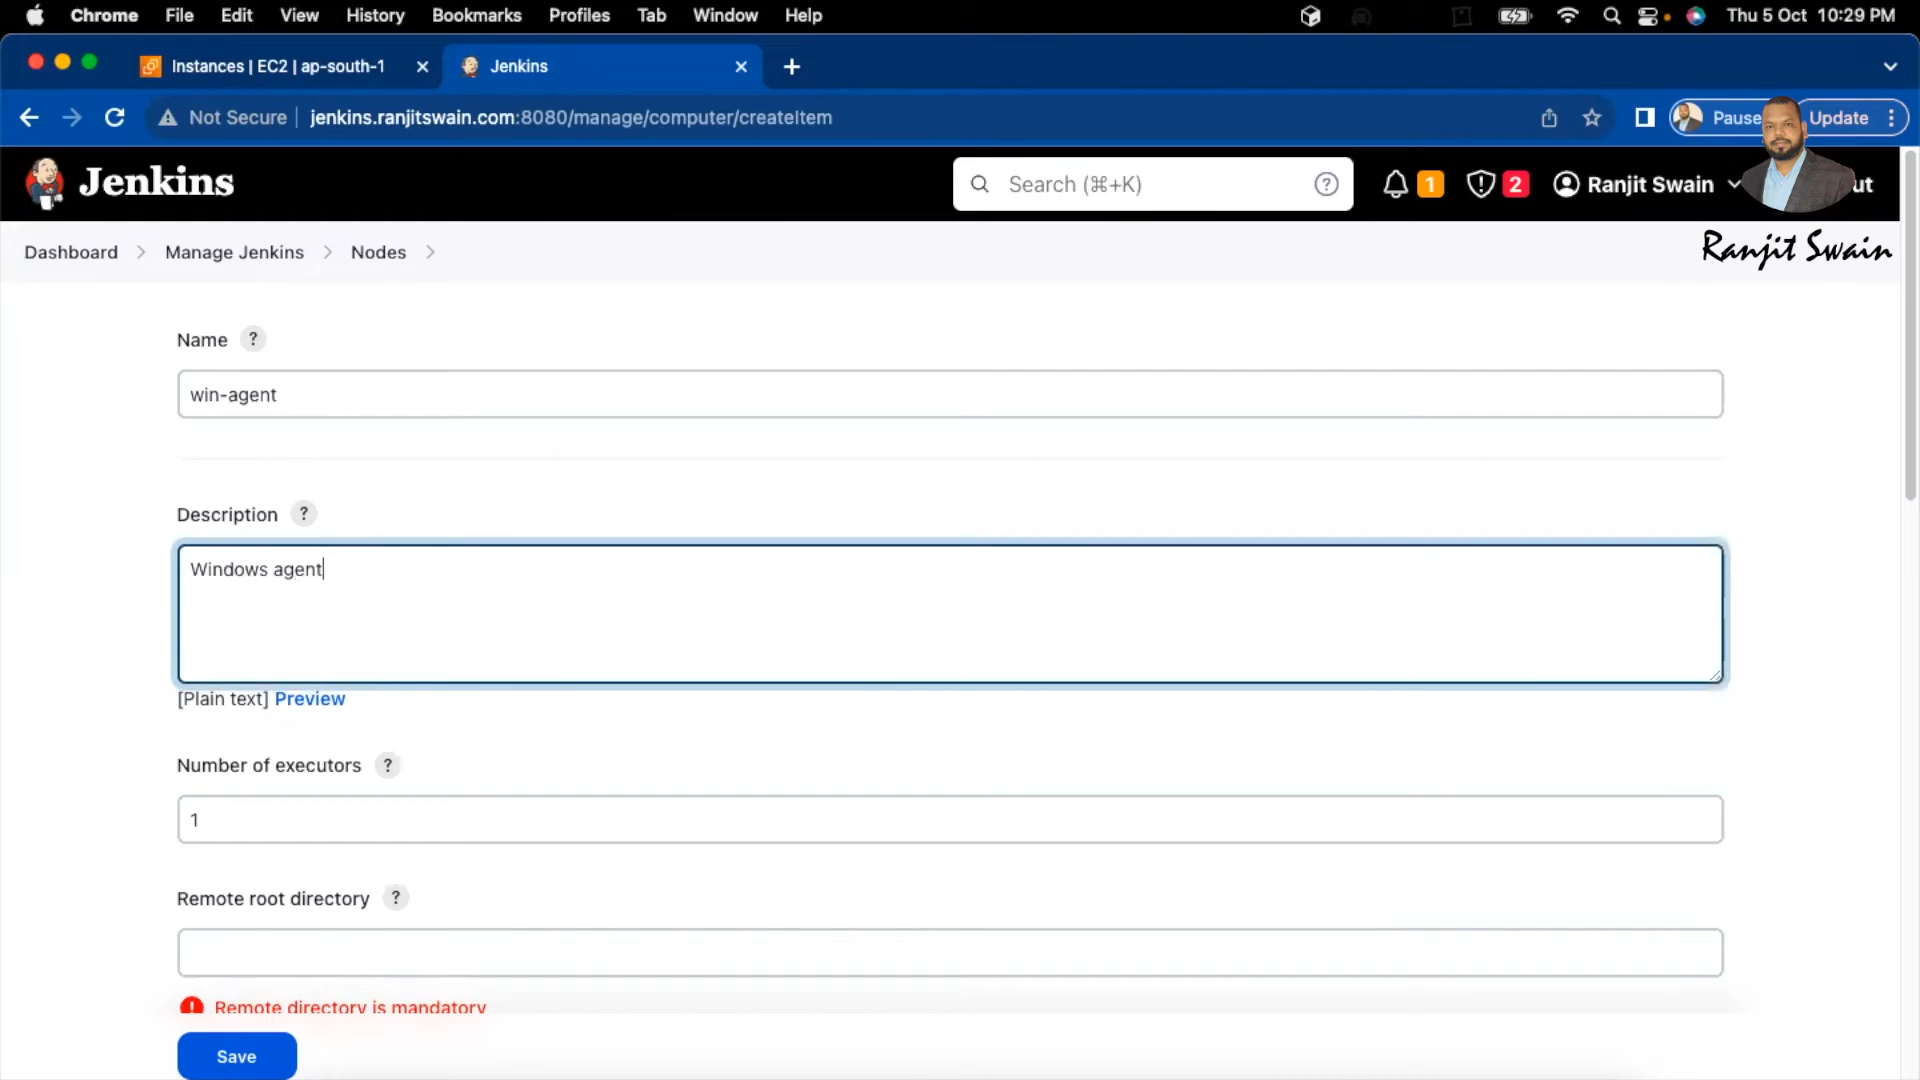 Chrome File Edit View History Bookmarks Profiles Tab Window Help Thu 5 Oct 10:29 PM
Instances | EC2 | ap-south-1 Jenkins
Not Secure jenkins.ranjitswain.com:8080/manage/computer/createItem Update
Jenkins Search (⌘+K) ? 1 2 Ranjit Swain
Dashboard Manage Jenkins Nodes Ranjit Swain
Name ?
win-agent
Description ?
Windows agent
[Plain text] Preview
Number of executors ?
1
Remote root directory ?
Remote directory is mandatory
Save